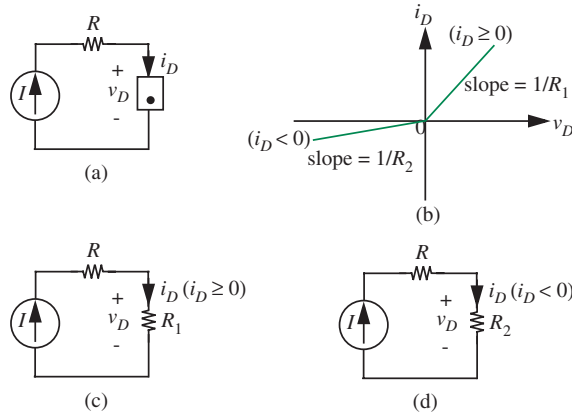 R
i_D
+
I
v_D
-
(a)
i_D
(i_D ≥ 0)
slope = 1/R_1
0
v_D
(i_D < 0)
slope = 1/R_2
(b)
R
i_D (i_D ≥ 0)
+
I
v_D
R_1
-
(c)
R
i_D (i_D < 0)
+
I
v_D
R_2
-
(d)